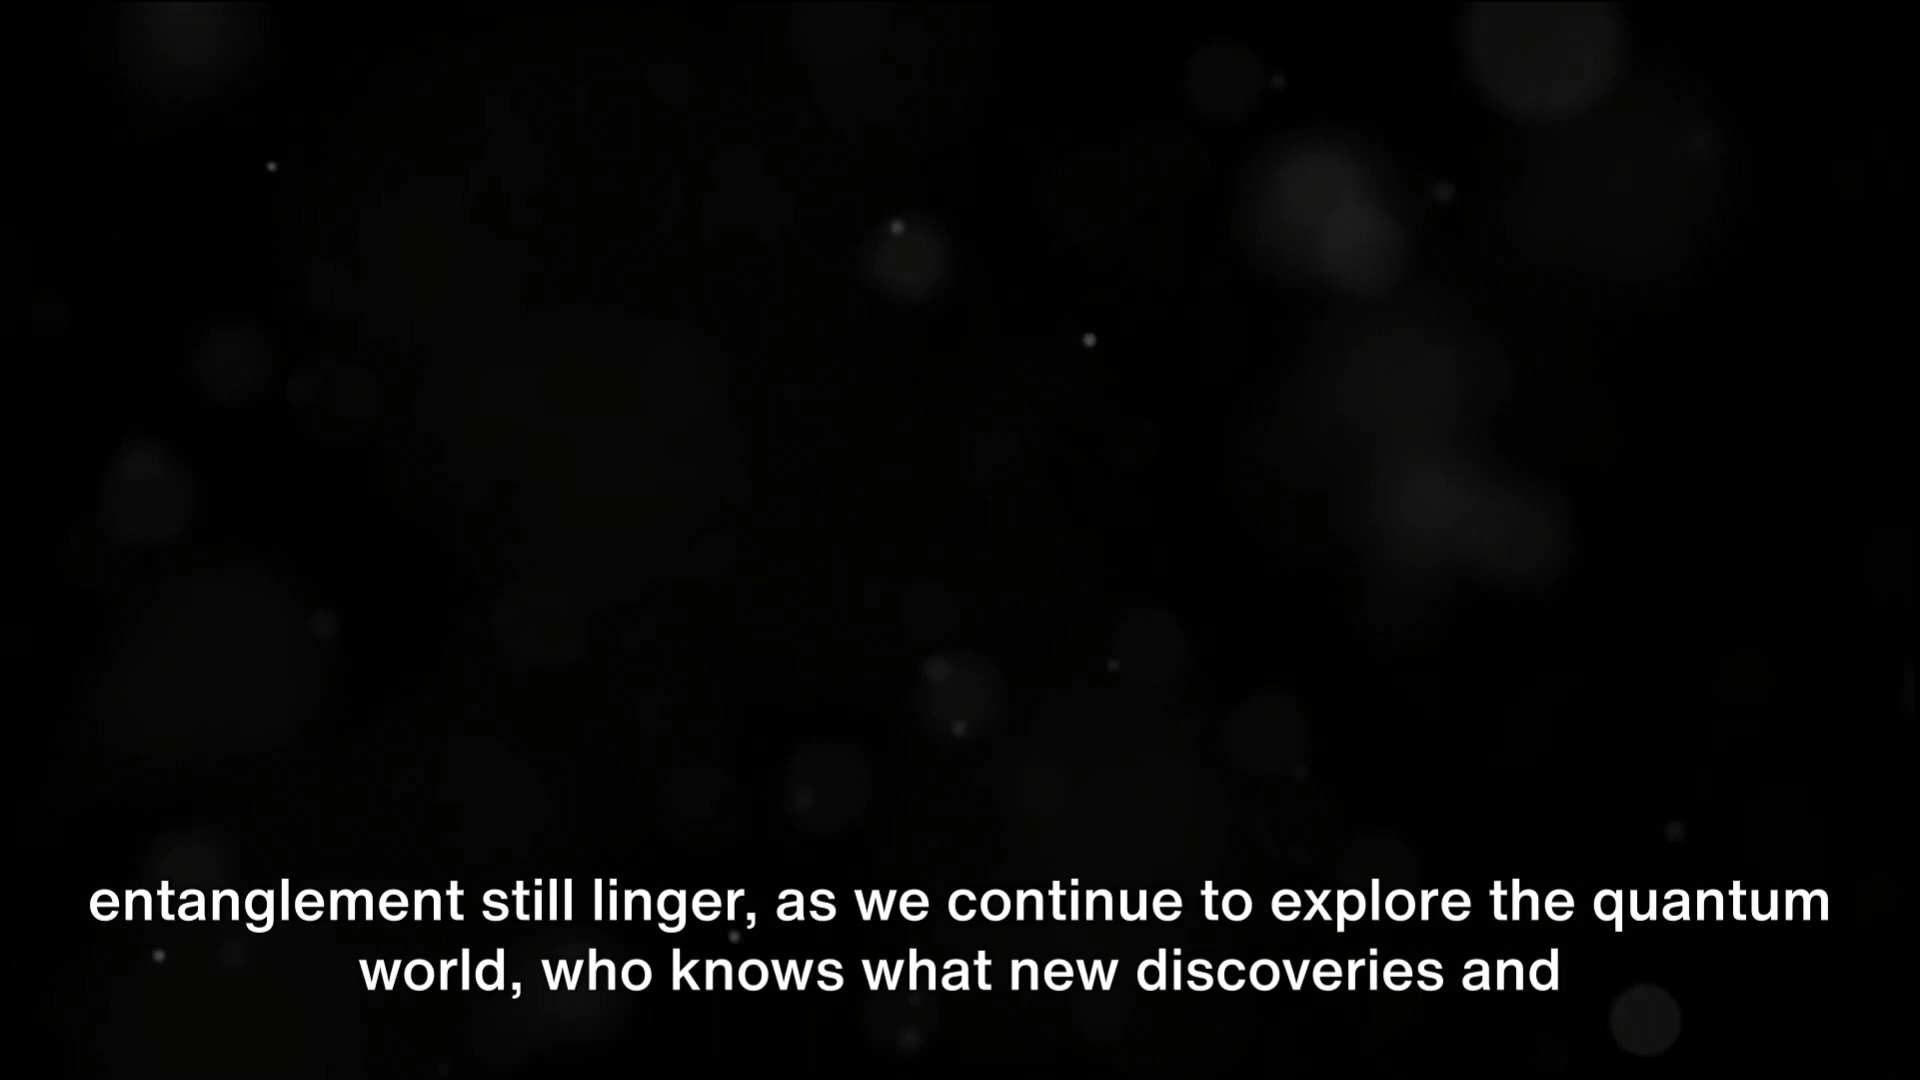 entanglement still linger, as we continue to explore the quantum
world, who knows what new discoveries and